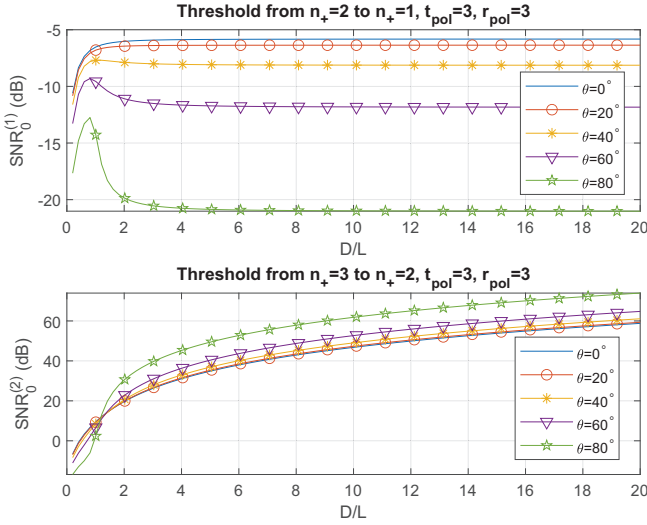 Threshold from n+=2 to n+=1, tpol=3, rpol=3
-5
-10
-15
-20
SNR0(1) (dB)
θ=0°
θ=20°
θ=40°
θ=60°
θ=80°
0 2 4 6 8 10 12 14 16 18 20
D/L
Threshold from n+=3 to n+=2, tpol=3, rpol=3
60
40
20
0
SNR0(2) (dB)
θ=0°
θ=20°
θ=40°
θ=60°
θ=80°
0 2 4 6 8 10 12 14 16 18 20
D/L